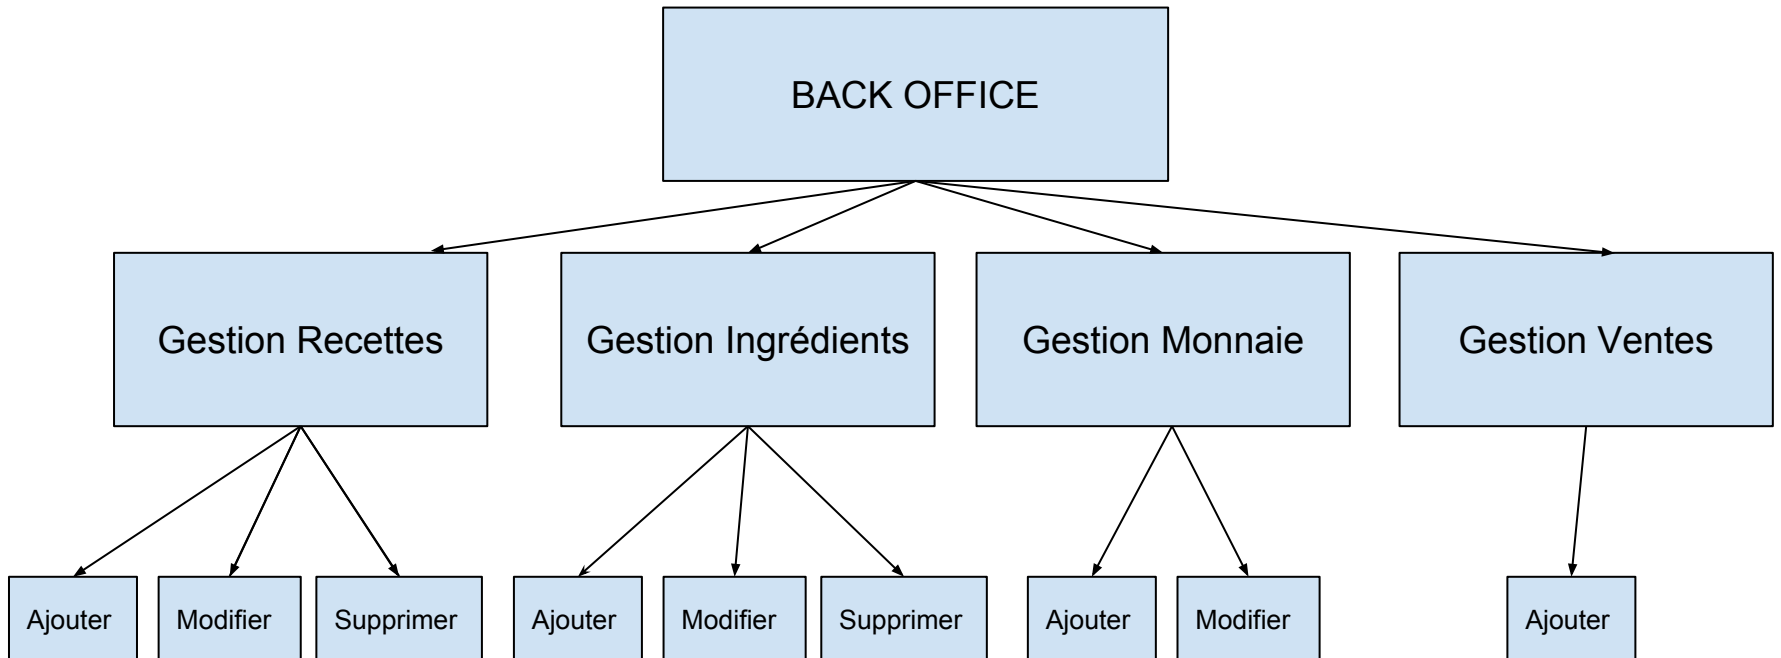 BACK OFFICE
Gestion Recettes
Gestion Ingrédients
Gestion Monnaie
Gestion Ventes
Ajouter
Modifier
Supprimer
Ajouter
Modifier
Supprimer
Ajouter
Modifier
Ajouter